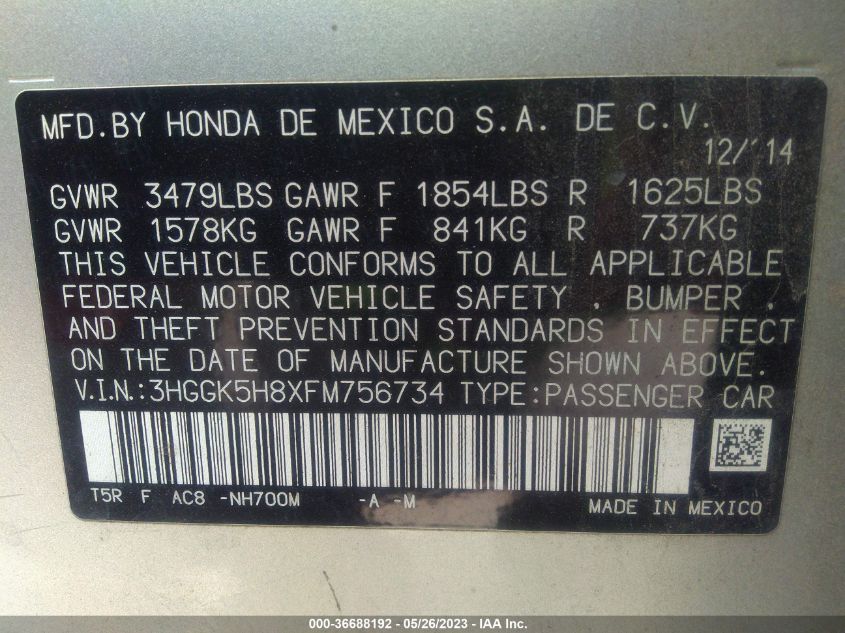 MFD.BY HONDA DE MEXICO S.A. DE C.V.
12/14
GVWR 3479LBS GAWR F 1854LBS R 1625LBS
GVWR 1578KG GAWR F 841KG R 737KG
THIS VEHICLE CONFORMS TO ALL APPLICABLE
FEDERAL MOTOR VEHICLE SAFETY , BUMPER ,
AND THEFT PREVENTION STANDARDS IN EFFECT
ON THE DATE OF MANUFACTURE SHOWN ABOVE.
V.I.N.:3HGGK5H8XFM756734 TYPE:PASSENGER CAR
T5R F AC8 -NH700M -A -M
MADE IN MEXICO
000-36688192 - 05/26/2023 - IAA Inc.